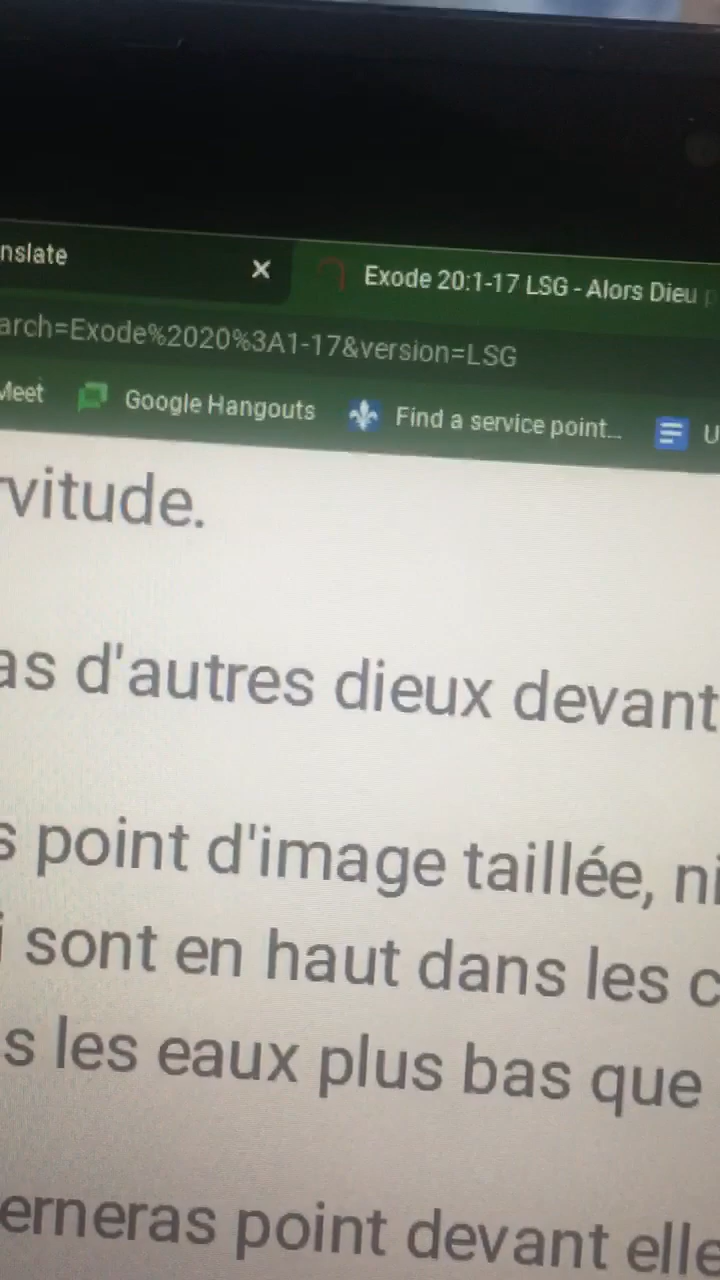 nslate
Exode 20:1-17 LSG - Alors Dieu
arch=Exode%2020%3A1-17&version=LSG
Meet Google Hangouts Find a service point... U
rvitude.
as d'autres dieux devant
s point d'image taillée, ni
i sont en haut dans les c
s les eaux plus bas que
erneras point devant elle